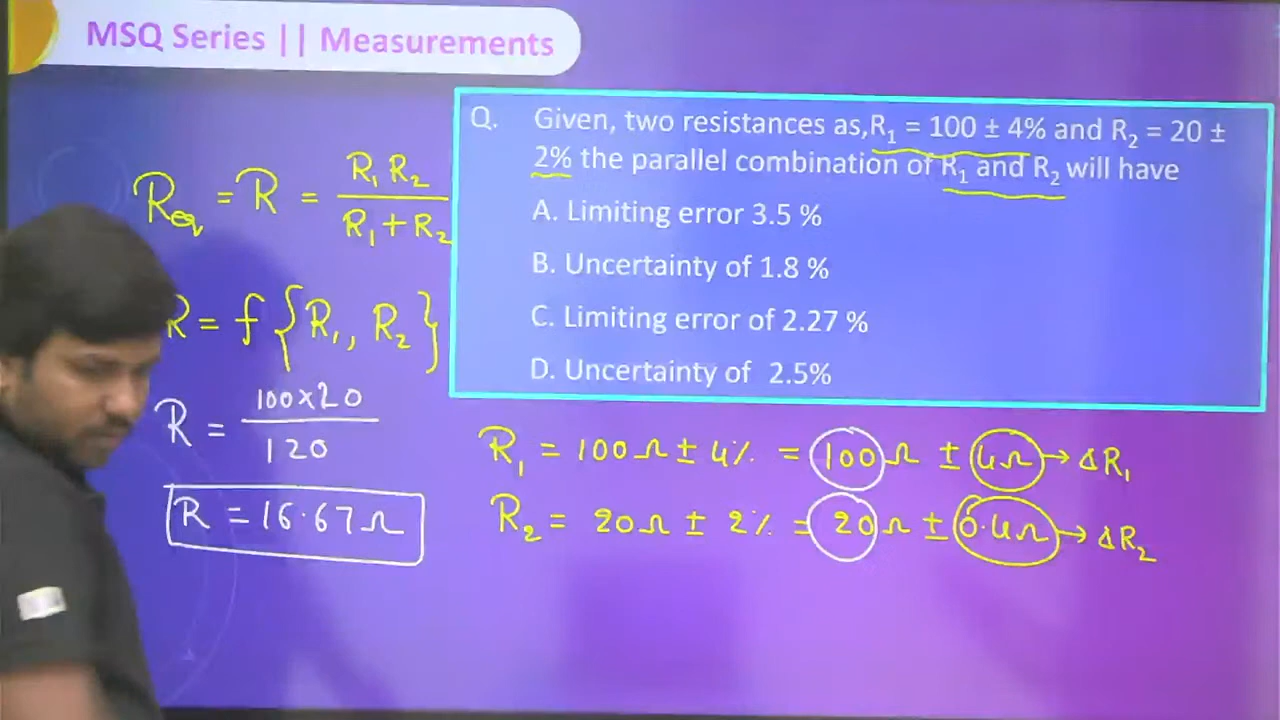 MSQ Series || Measurements
Q. Given, two resistances as,R₁ = 100 ± 4% and R₂ = 20 ±
2% the parallel combination of R₁ and R₂ will have
A. Limiting error 3.5 %
B. Uncertainty of 1.8 %
C. Limiting error of 2.27 %
D. Uncertainty of 2.5%
Req = R = R₁ R₂ / R₁ + R₂
R = f {R₁, R₂}
R = 100×20 / 120
R = 16.67Ω
R₁ = 100Ω ± 4% = 100Ω ± 4Ω → ΔR₁
R₂ = 20Ω ± 2% = 20Ω ± 0.4Ω → ΔR₂